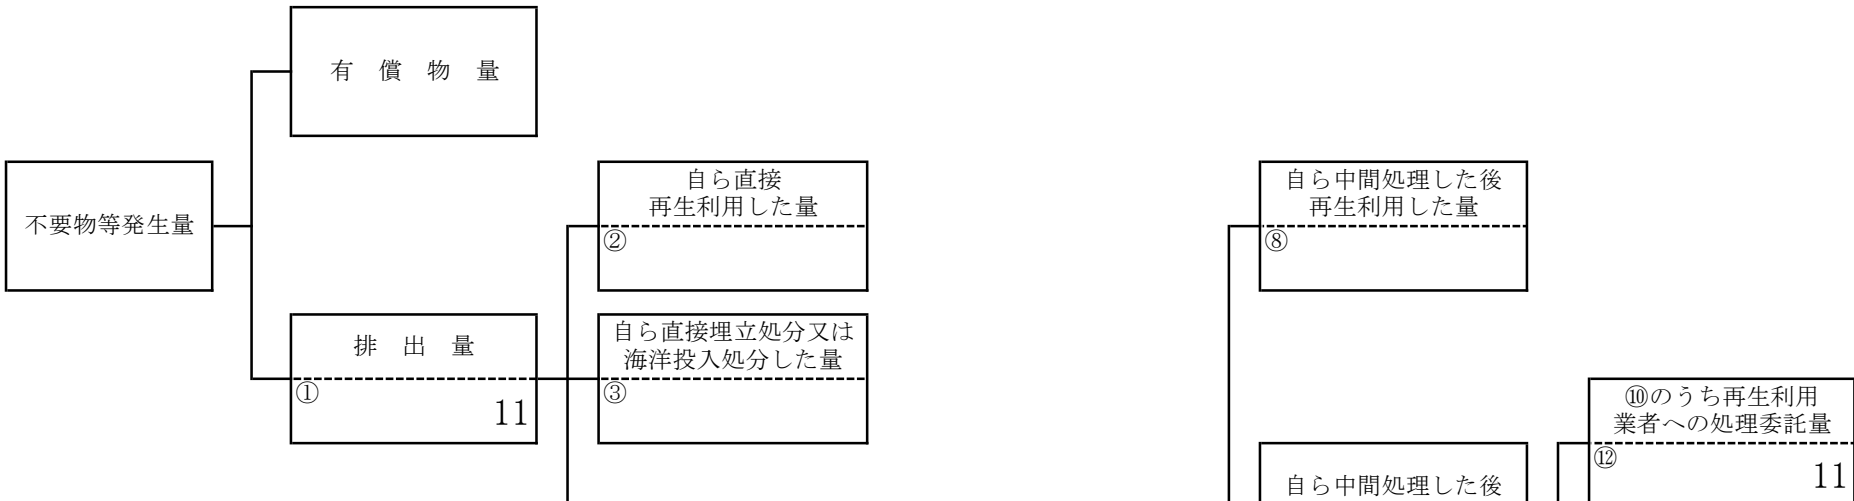 有 償 物 量
不要物等発生量
自ら直接
再生利用した量
②
自ら中間処理した後
再生利用した量
⑧
排 出 量
①
11
自ら直接埋立処分又は
海洋投入処分した量
③
⑩のうち再生利用
業者への処理委託量
⑫
11
自ら中間処理した後